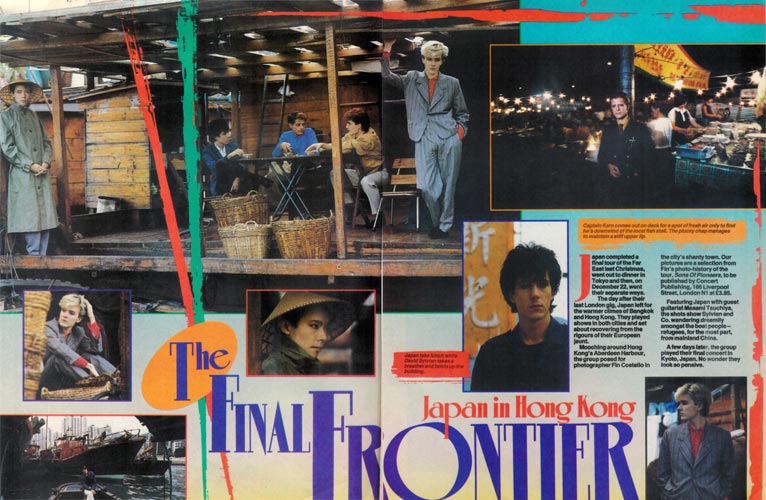 Captain Karn comes out on deck for a spot of fresh air only to find
he's downwind of the local fish stall. The plucky chap manages
to maintain a stiff upper lip.
Japan completed a
final tour of the Far
East last Christmas,
went out to dinner in
Tokyo and then, on
December 22, went
their separate ways.
The day after their
last London gig, Japan left for
the warmer climes of Bangkok
and Hong Kong. They played
shows in both cities and set
about recovering from the
rigours of their European
jaunt.
Mooching around Hong
Kong's Aberdeen Harbour,
the group posed for
photographer Fin Costello in
the city's shanty town. Our
pictures are a selection from
Fin's photo-history of the
tour, Sons Of Pioneers, to be
published by Concert
Publishing, 196 Liverpool
Street, London N1 at £3.95.
Featuring Japan with guest
guitarist Masami Tsuchiya,
the shots show Sylvian and
Co. wandering dreamily
amongst the boat people –
refugees, for the most part,
from mainland China.
A few days later, the group
played their final concert in
Kyoto, Japan. No wonder they
look so pensive.
Japan take lunch while
David Sylvian takes a
breather and holds up the
building.
The
FINAL
FRONTIER
Japan in Hong Kong